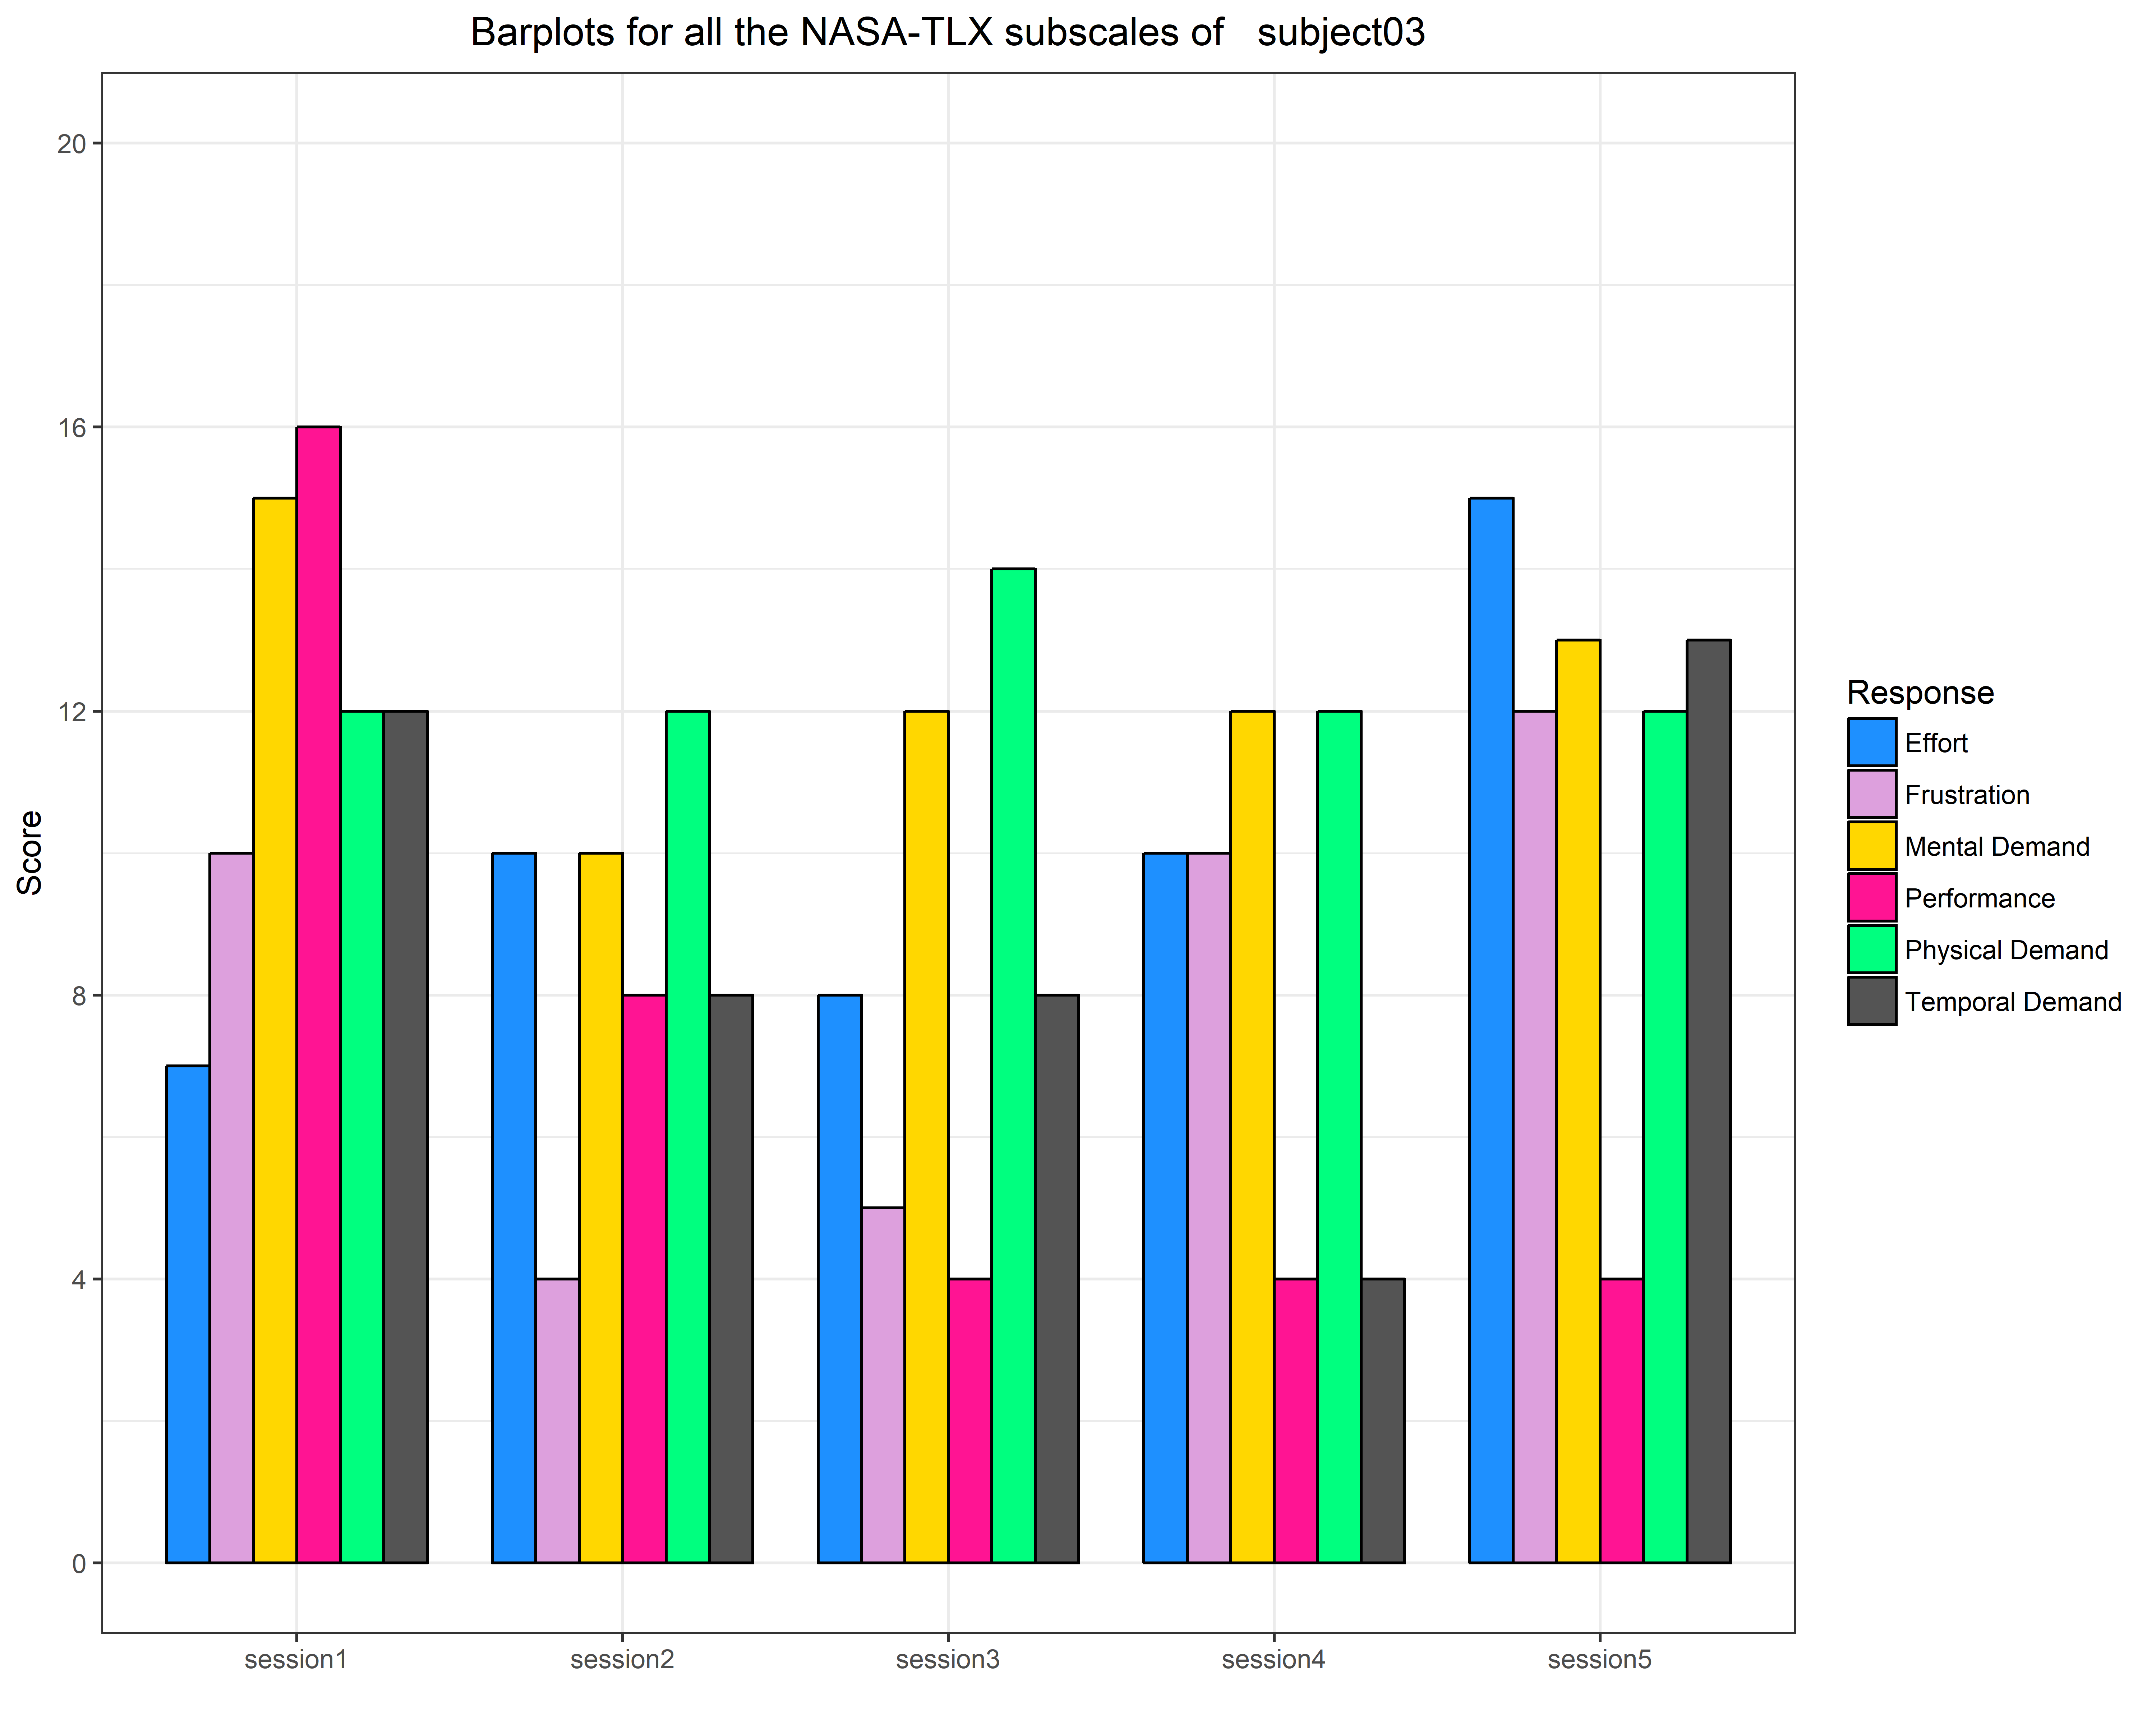 Barplots for all the NASA-TLX subscales of   subject03
20
16
12
8
4
0
Score
session1
session2
session3
session4
session5
Response
Effort
Frustration
Mental Demand
Performance
Physical Demand
Temporal Demand